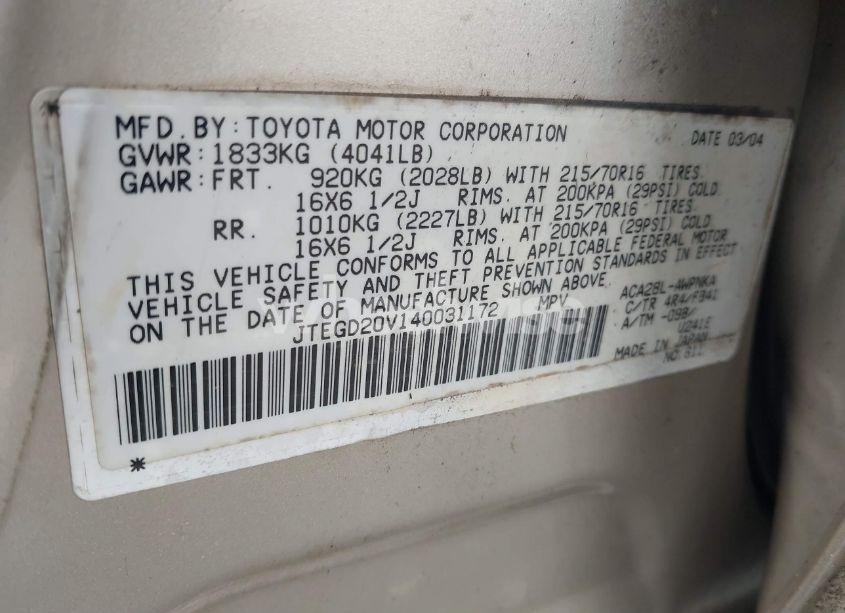 MFD. BY: TOYOTA MOTOR CORPORATION DATE 03/04
GVWR: 1833KG (4041LB)
GAWR: FRT. 920KG (2028LB) WITH 215/70R16 TIRES.
16X6 1/2J RIMS. AT 200KPA (29PSI) COLD
RR. 1010KG (2227LB) WITH 215/70R16 TIRES.
16X6 1/2J RIMS. AT 200KPA (29PSI) COLD
THIS VEHICLE CONFORMS TO ALL APPLICABLE FEDERAL MOTOR
VEHICLE SAFETY AND THEFT PREVENTION STANDARDS IN EFFECT
ON THE DATE OF MANUFACTURE SHOWN ABOVE.
JTEGD20V140031172 MPV
ACA28L-AWPNKA
C/TR 4R4/FB41
A/TM -09B/
U241E
MADE IN JAPAN
NO.811
*